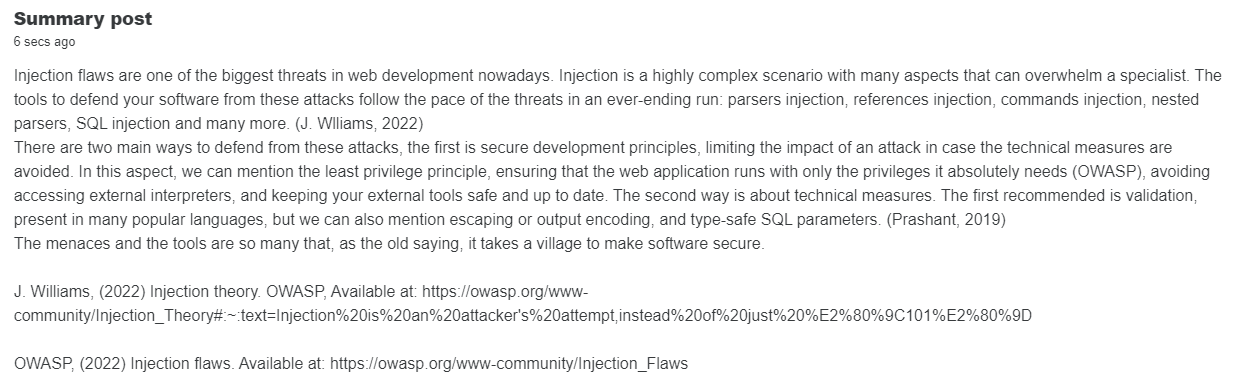 Summary post
6 secs ago
Injection flaws are one of the biggest threats in web development nowadays. Injection is a highly complex scenario with many aspects that can overwhelm a specialist. The
tools to defend your software from these attacks follow the pace of the threats in an ever-ending run: parsers injection, references injection, commands injection, nested
parsers, SQL injection and many more. (J. WIliams, 2022)
There are two main ways to defend from these attacks, the first is secure development principles, limiting the impact of an attack in case the technical measures are
avoided. In this aspect, we can mention the least privilege principle, ensuring that the web application runs with only the privileges it absolutely needs (OWASP), avoiding
accessing external interpreters, and keeping your external tools safe and up to date. The second way is about technical measures. The first recommended is validation,
present in many popular languages, but we can also mention escaping or output encoding, and type-safe SQL parameters. (Prashant, 2019)
The menaces and the tools are so many that, as the old saying, it takes a village to make software secure.
J. Williams, (2022) Injection theory. OWASP, Available at: https://owasp.org/www-
community/Injection_Theory#:~:text=Injection%20is%20an%20attacker's%20attempt,instead%20of%20just%20%E2%80%9C101%E2%80%9D
OWASP, (2022) Injection flaws. Available at: https://owasp.org/www-community/Injection_Flaws